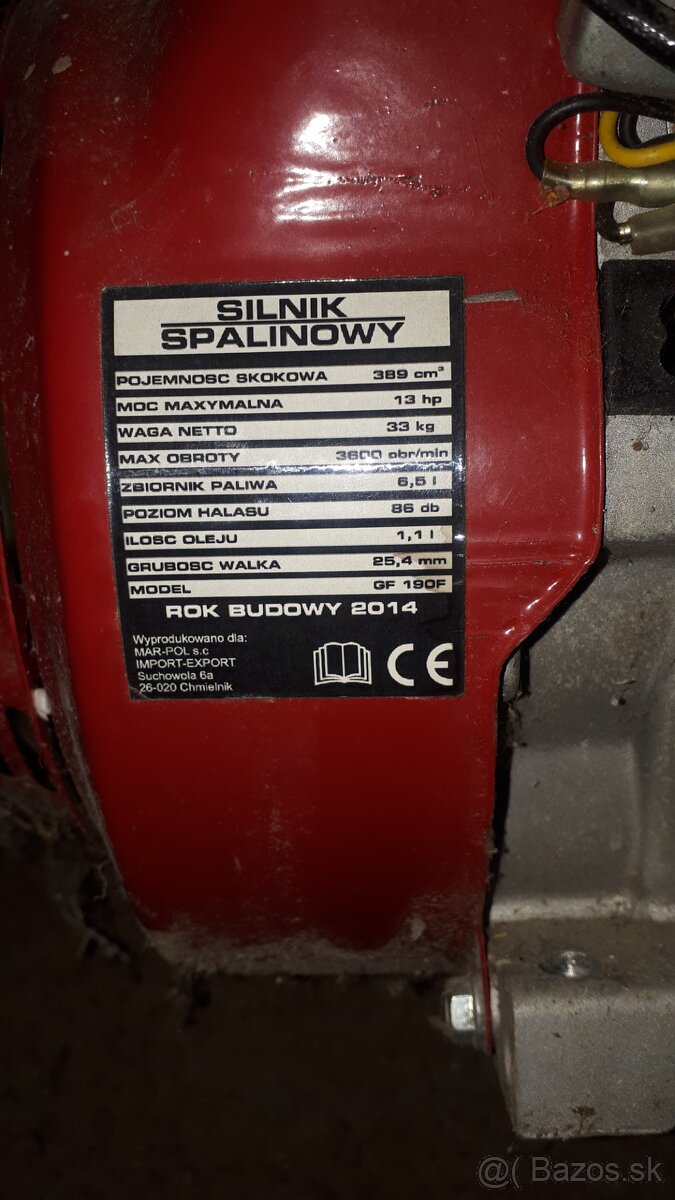 SILNIK
SPALINOWY
POJEMNOSC SKOKOWA 389 cm³
MOC MAXYMALNA 13 hp
WAGA NETTO 33 kg
MAX OBROTY 3600 obr/min
ZBIORNIK PALIWA 6,5 l
POZIOM HALASU 86 db
ILOSC OLEJU 1,1 l
GRUBOSC WALKA 25,4 mm
MODEL GF 190F
ROK BUDOWY 2014
Wyprodukowano dla:
MAR-POL s.c
IMPORT-EXPORT
Suchowola 6a
26-020 Chmielnik
CE
@( Bazos.sk